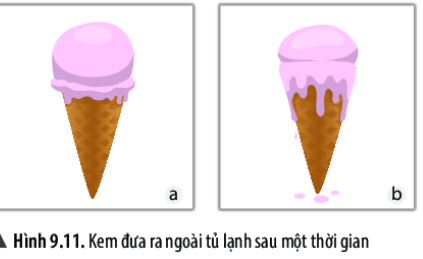 a
b
▲ Hình 9.11. Kem đưa ra ngoài tủ lạnh sau một thời gian